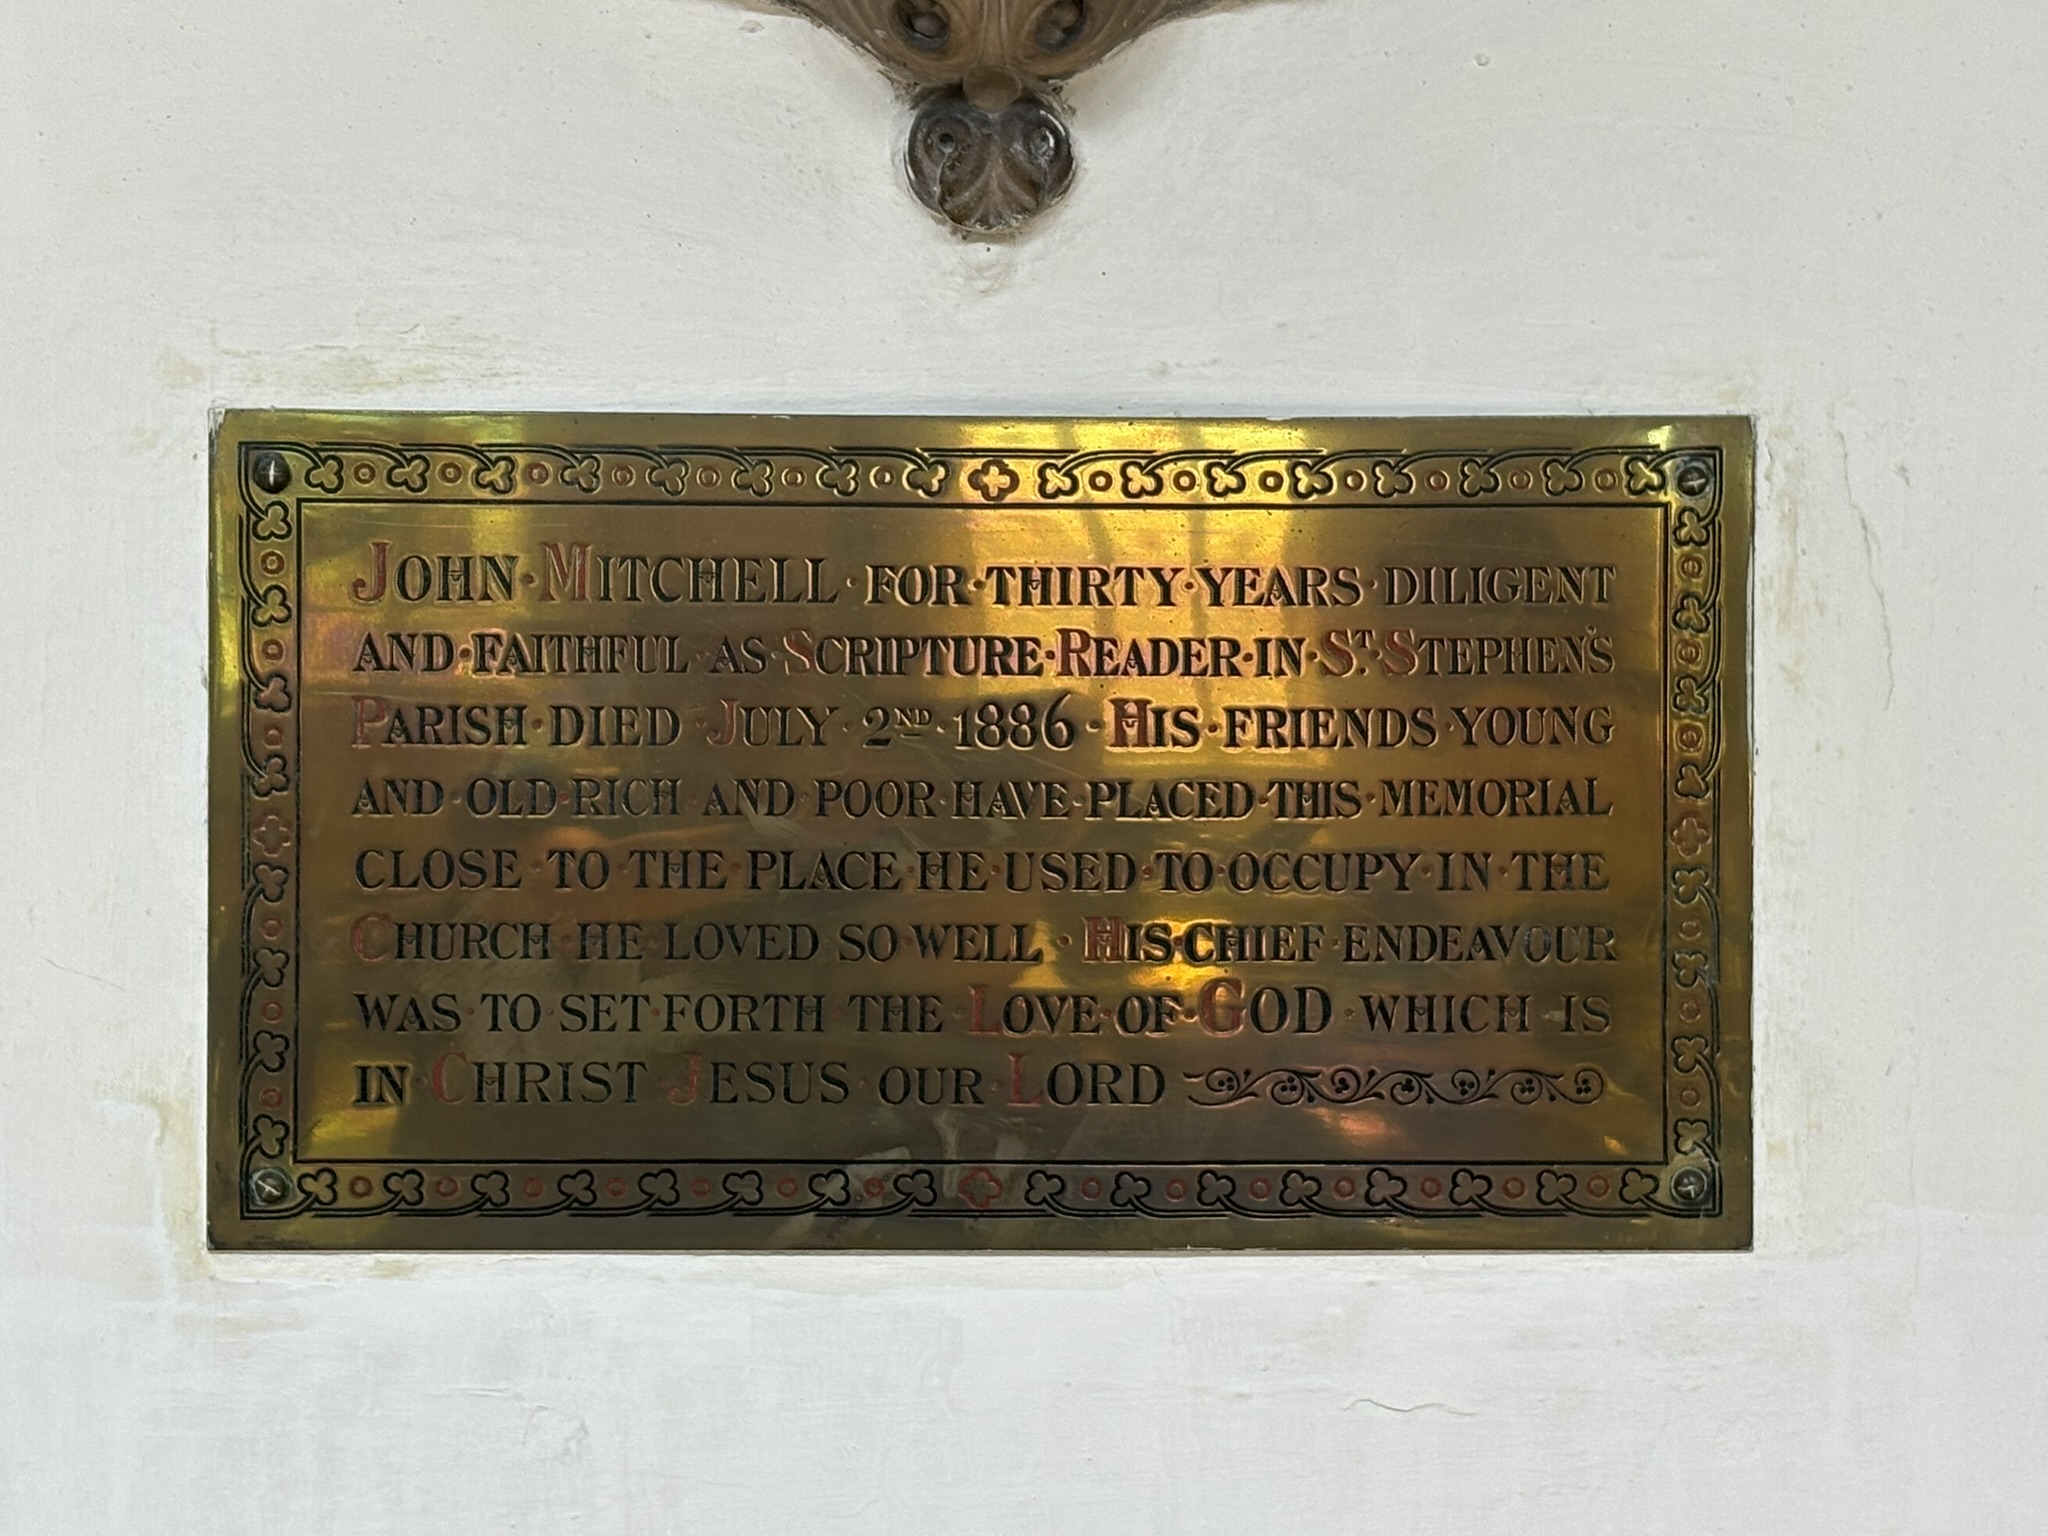 JOHN · MITCHELL · FOR · THIRTY · YEARS · DILIGENT
AND · FAITHFUL · AS · SCRIPTURE · READER · IN · ST. · STEPHEN'S
PARISH · DIED · JULY · 2ND · 1886 · HIS · FRIENDS · YOUNG
AND · OLD · RICH · AND · POOR · HAVE · PLACED · THIS · MEMORIAL
CLOSE · TO · THE · PLACE · HE · USED · TO · OCCUPY · IN · THE
CHURCH · HE · LOVED · SO · WELL · HIS · CHIEF · ENDEAVOUR
WAS · TO · SET · FORTH · THE · LOVE · OF · GOD · WHICH · IS
IN · CHRIST · JESUS · OUR · LORD